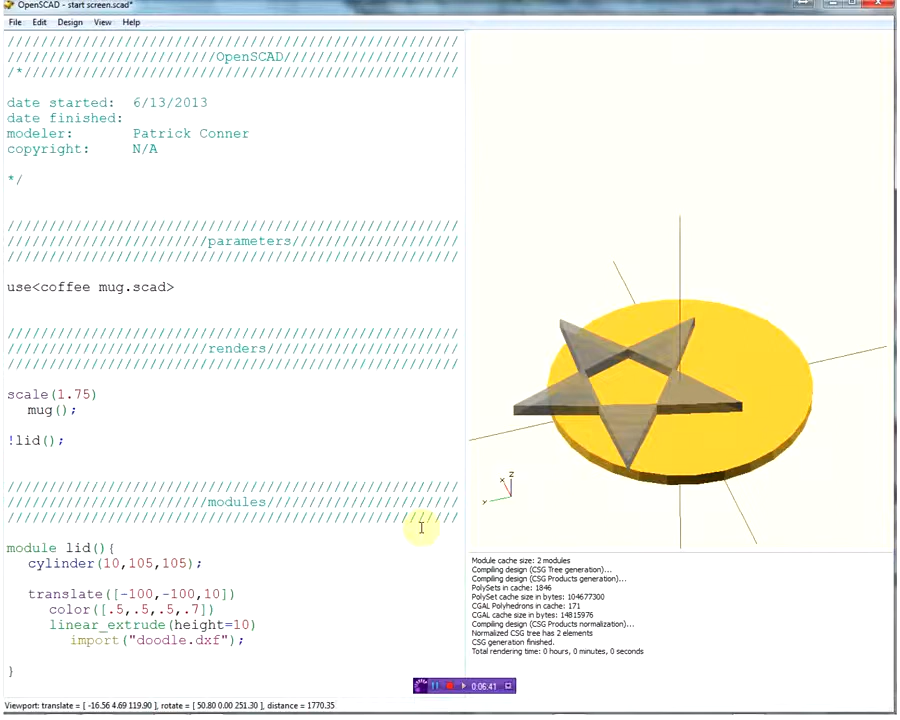 OpenSCAD - start screen.scad*
File Edit Design View Help
///////////////////////////////////////////////////////////////
/////////////////////////////OpenSCAD////////////////////////
/*/////////////////////////////////////////////////////////////
date started: 6/13/2013
date finished:
modeler: Patrick Conner
copyright: N/A
*/
///////////////////////////////////////////////////////////////
////////////////////////////parameters///////////////////////
///////////////////////////////////////////////////////////////
use<coffee mug.scad>
///////////////////////////////////////////////////////////////
////////////////////////////renders//////////////////////////
///////////////////////////////////////////////////////////////
scale(1.75)
mug();
!lid();
///////////////////////////////////////////////////////////////
////////////////////////////modules//////////////////////////
///////////////////////////////////////////////////////////////
module lid(){
cylinder(10,105,105);
translate([-100,-100,10])
color([.5,.5,.5,.7])
linear_extrude(height=10)
import("doodle.dxf");
}
x z
y
Module cache size: 2 modules
Compiling design (CSG Tree generation)...
Compiling design (CSG Products generation)...
PolySets in cache: 1846
PolySet cache size in bytes: 104677300
CGAL Polyhedrons in cache: 171
CGAL cache size in bytes: 14815976
Compiling design (CSG Products normalization)...
Normalized CSG tree has 2 elements
CSG generation finished.
Total rendering time: 0 hours, 0 minutes, 0 seconds
0:06:41
Viewport: translate = [ -16.56 4.69 119.90 ], rotate = [ 50.80 0.00 251.30 ], distance = 1770.35